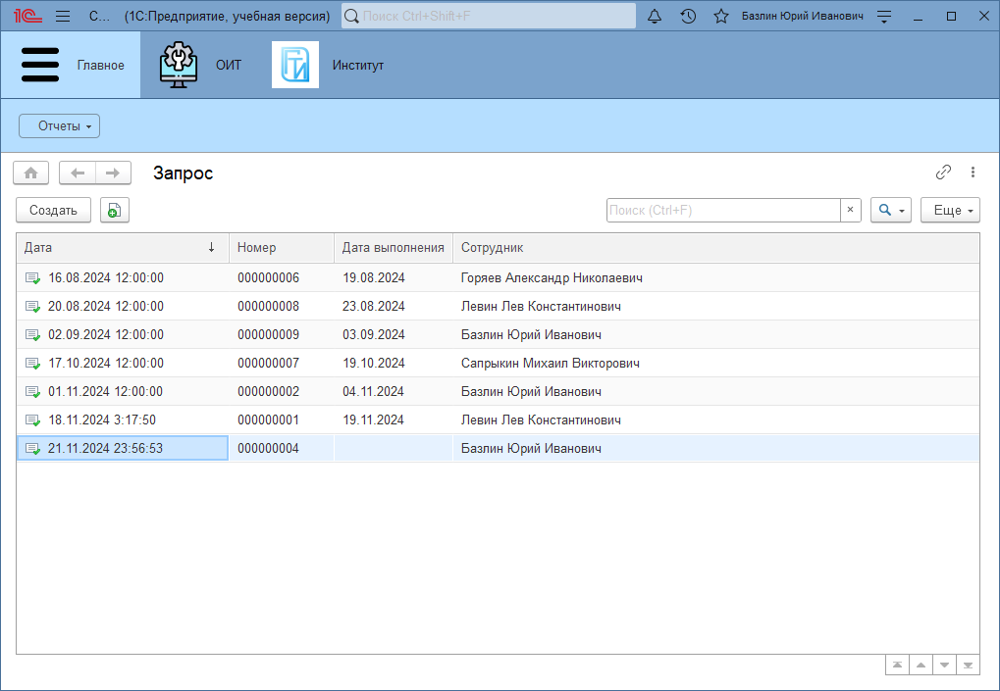 1С С... (1С:Предприятие, учебная версия) Поиск Ctrl+Shift+F Базлин Юрий Иванович
Главное ОИТ ГТИ Институт
Отчеты
Запрос
Создать Поиск (Ctrl+F) × Еще
Дата ↓ Номер Дата выполнения Сотрудник
16.08.2024 12:00:00 000000006 19.08.2024 Горяев Александр Николаевич
20.08.2024 12:00:00 000000008 23.08.2024 Левин Лев Константинович
02.09.2024 12:00:00 000000009 03.09.2024 Базлин Юрий Иванович
17.10.2024 12:00:00 000000007 19.10.2024 Сапрыкин Михаил Викторович
01.11.2024 12:00:00 000000002 04.11.2024 Базлин Юрий Иванович
18.11.2024 3:17:50 000000001 19.11.2024 Левин Лев Константинович
21.11.2024 23:56:53 000000004 Базлин Юрий Иванович